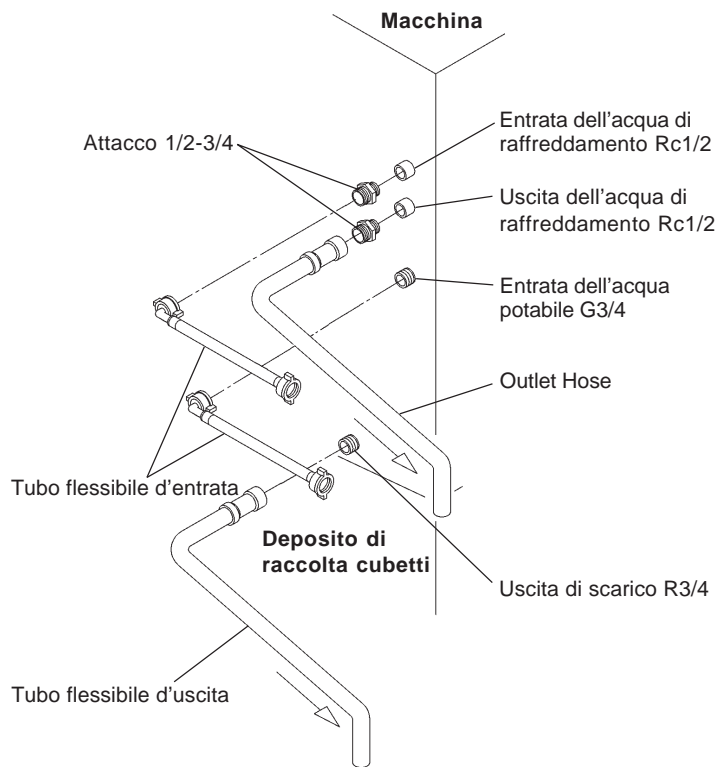 Macchina
Entrata dell'acqua di
raffreddamento Rc1/2
Attacco 1/2-3/4
Uscita dell'acqua di
raffreddamento Rc1/2
Entrata dell'acqua
potabile G3/4
Outlet Hose
Tubo flessibile d'entrata
Deposito di
raccolta cubetti
Uscita di scarico R3/4
Tubo flessibile d'uscita